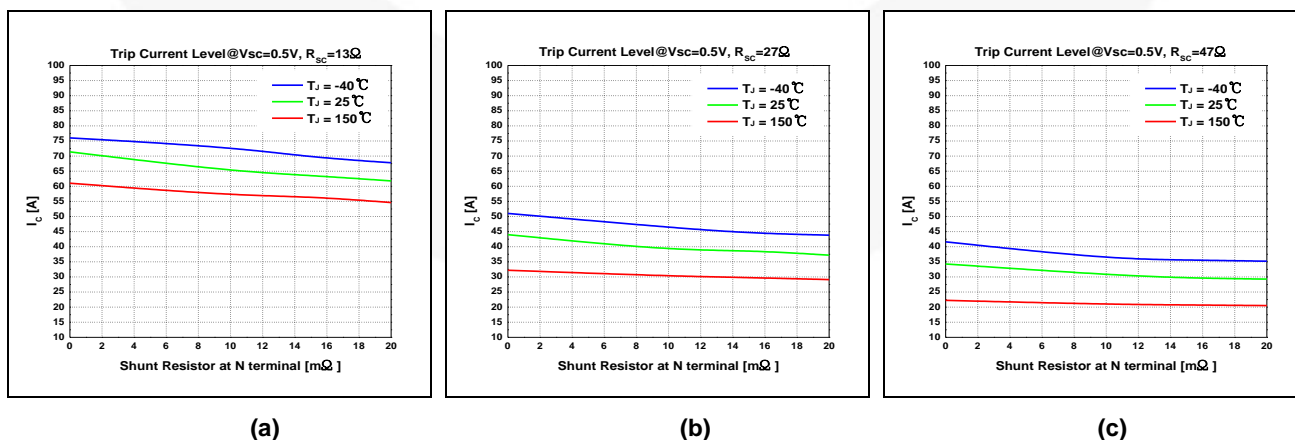 Trip Current Level@Vsc=0.5V, RSC=13Ω
TJ = -40℃
TJ = 25℃
TJ = 150℃
100
95
90
85
80
75
70
65
60
55
50
45
40
35
30
25
20
15
10
IC [A]
0 2 4 6 8 10 12 14 16 18 20
Shunt Resistor at N terminal [mΩ ]
(a)
Trip Current Level@Vsc=0.5V, RSC=27Ω
TJ = -40℃
TJ = 25℃
TJ = 150℃
100
95
90
85
80
75
70
65
60
55
50
45
40
35
30
25
20
15
10
IC [A]
0 2 4 6 8 10 12 14 16 18 20
Shunt Resistor at N terminal [mΩ ]
(b)
Trip Current Level@Vsc=0.5V, RSC=47Ω
TJ = -40℃
TJ = 25℃
TJ = 150℃
100
95
90
85
80
75
70
65
60
55
50
45
40
35
30
25
20
15
10
IC [A]
0 2 4 6 8 10 12 14 16 18 20
Shunt Resistor at N terminal [mΩ ]
(c)